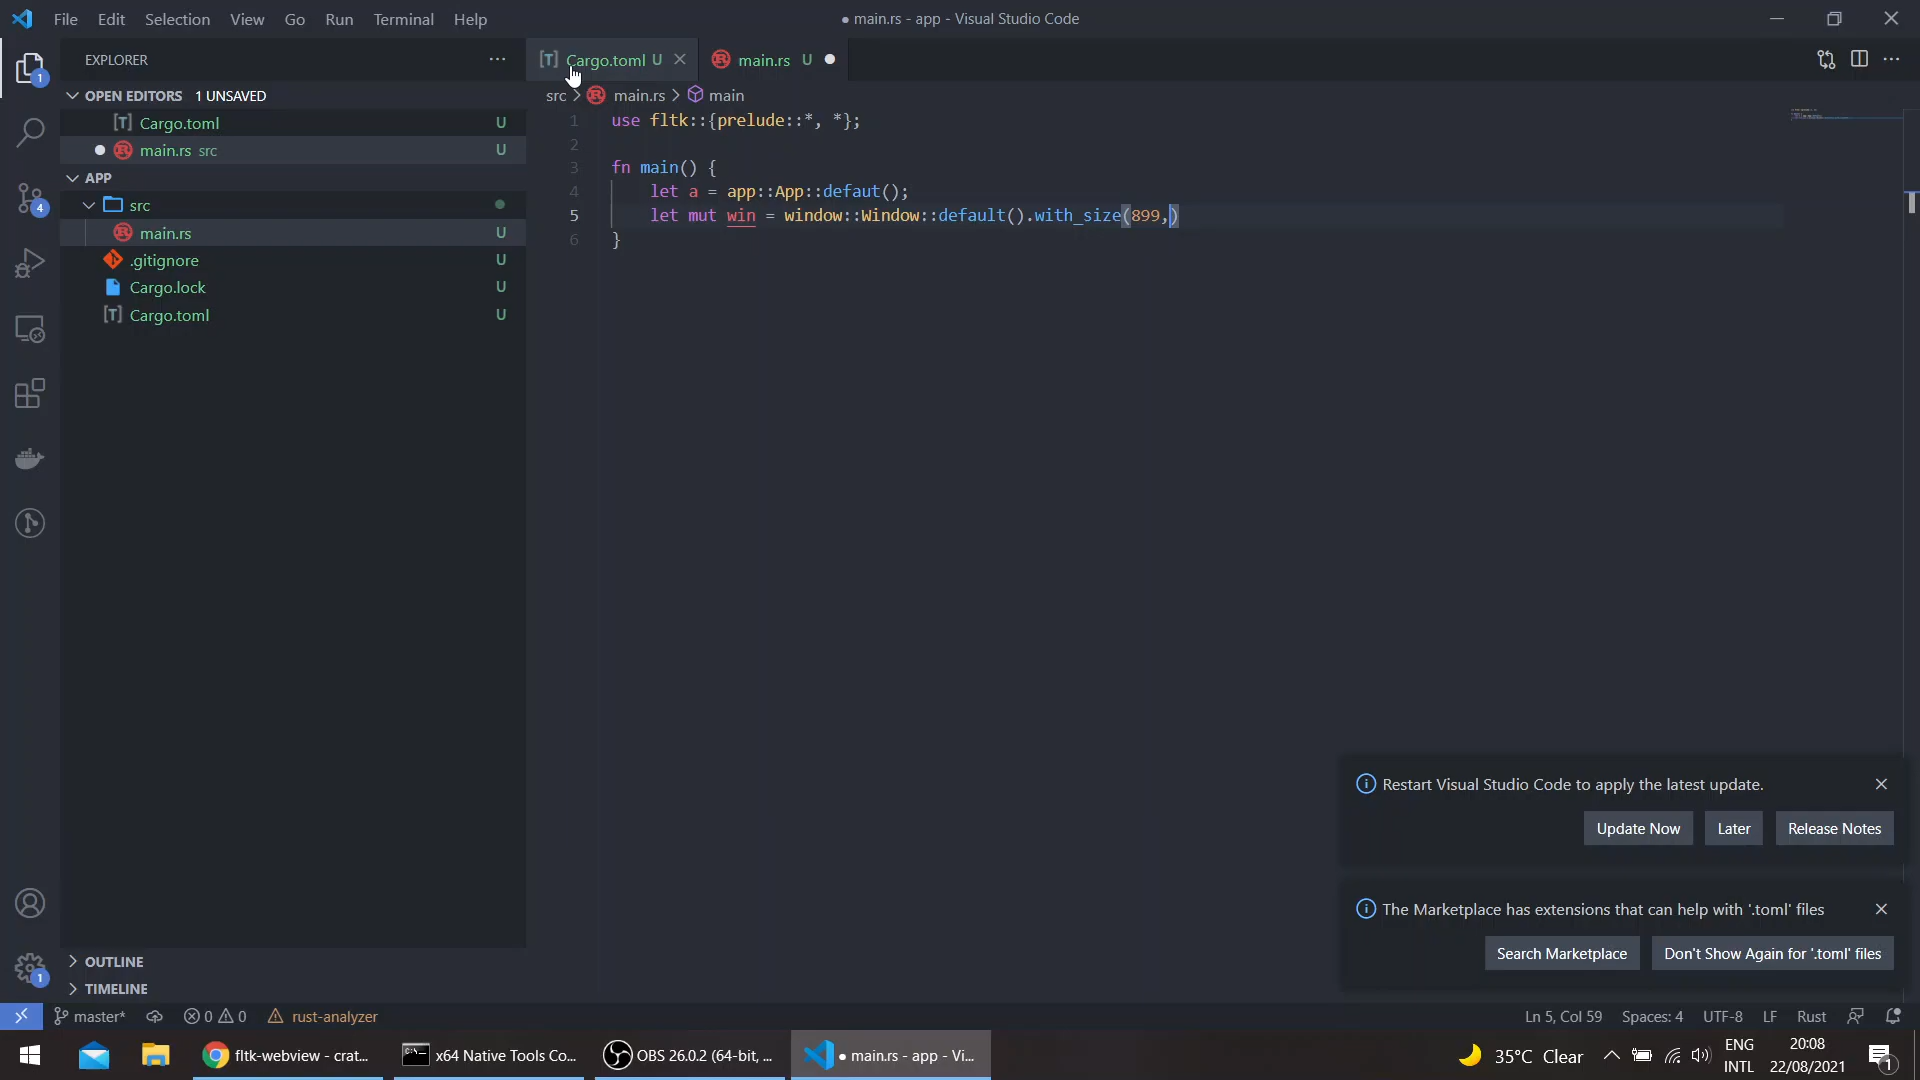 File Edit Selection View Go Run Terminal Help
● main.rs - app - Visual Studio Code
EXPLORER
1
OPEN EDITORS 1 UNSAVED
[T] Cargo.toml U
main.rs src U
APP
src
main.rs U
.gitignore U
Cargo.lock U
[T] Cargo.toml U
4
OUTLINE
TIMELINE
1
[T] Cargo.toml U
main.rs U
src > main.rs > main
1 use fltk::{prelude::*, *};
2
3 fn main() {
4 let a = app::App::defaut();
5 let mut win = window::Window::default().with_size(899,)
6 }
Restart Visual Studio Code to apply the latest update.
Update Now Later Release Notes
The Marketplace has extensions that can help with '.toml' files
Search Marketplace Don't Show Again for '.toml' files
master* 0 0 rust-analyzer
Ln 5, Col 59 Spaces: 4 UTF-8 LF Rust
fltk-webview - crat...
x64 Native Tools Co...
OBS 26.0.2 (64-bit, ...
● main.rs - app - Vi...
35°C Clear
ENG
INTL
20:08
22/08/2021
1